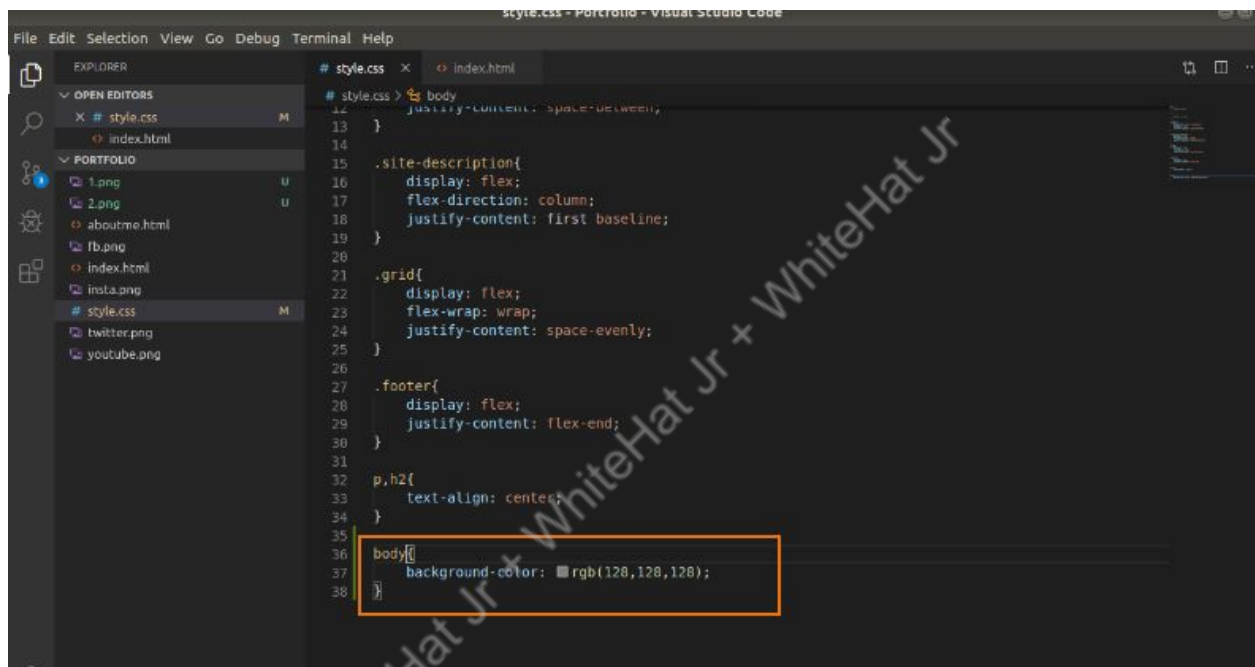 style.css - Portfolio - Visual Studio Code
File Edit Selection View Go Debug Terminal Help
EXPLORER
OPEN EDITORS
# style.css M
index.html
PORTFOLIO
1.png U
2.png U
aboutme.html
fb.png
index.html
insta.png
# style.css M
twitter.png
youtube.png
# style.css × index.html
# style.css > body
12 justify-content: space-between;
13 }
14
15 .site-description{
16 display: flex;
17 flex-direction: column;
18 justify-content: first baseline;
19 }
20
21 .grid{
22 display: flex;
23 flex-wrap: wrap;
24 justify-content: space-evenly;
25 }
26
27 .footer{
28 display: flex;
29 justify-content: flex-end;
30 }
31
32 p,h2{
33 text-align: center;
34 }
35
36 body{
37 background-color: rgb(128,128,128);
38 }
Hat Jr + WhiteHat Jr + WhiteHat Jr